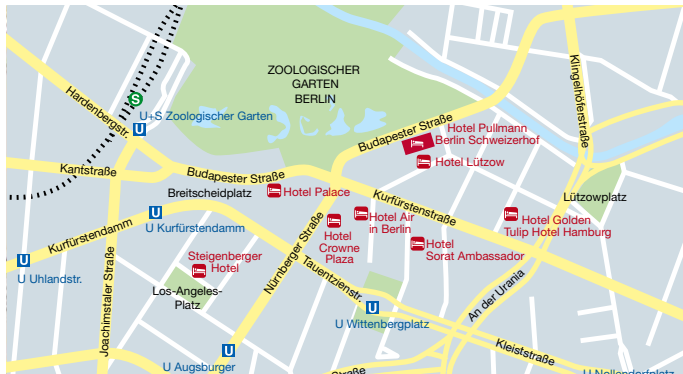 ZOOLOGISCHER
GARTEN
BERLIN
Hardenbergstr.
S
U
U+S Zoologischer Garten
Klingelhöferstraße
Budapester Straße
Hotel Pullmann
Berlin Schweizerhof
Hotel Lützow
Kantstraße
Budapester Straße
Breitscheidplatz
Hotel Palace
Kurfürstenstraße
Lützowplatz
U
U Kurfürstendamm
Kurfürstendamm
Hotel Air
in Berlin
Hotel
Crowne
Plaza
Hotel Golden
Tulip Hotel Hamburg
Hotel
Sorat Ambassador
U
U Uhlandstr.
Joachimstaler Straße
Steigenberger
Hotel
Los-Angeles-
Platz
Nürnberger Straße
Tauentzienstr.
An der Urania
U
U Wittenbergplatz
Kleiststraße
U
U Augsburger
Straße
U Nollendorfplatz